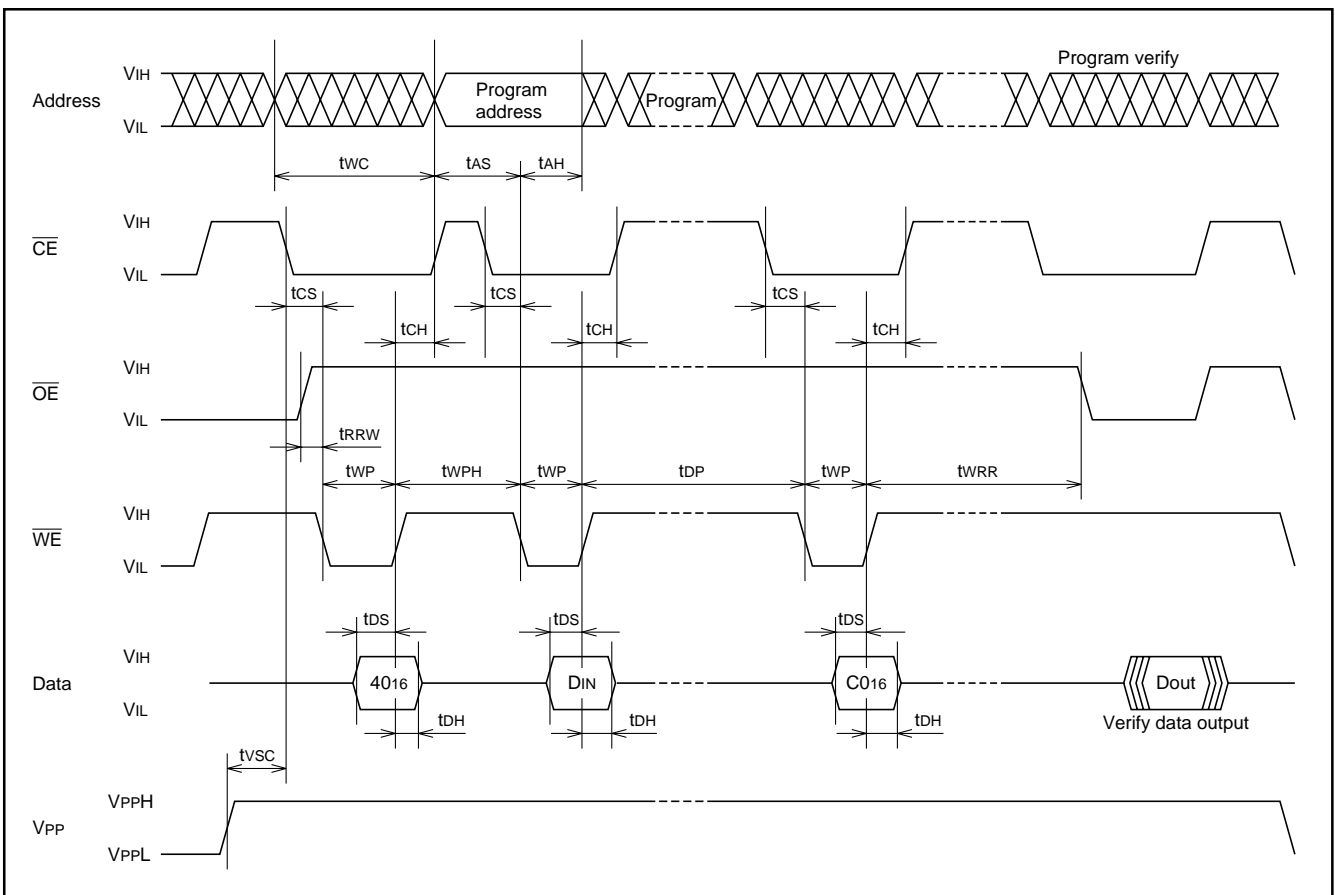 Program verify
VIH
Address
Program address
Program
VIL
tWC
tAS
tAH
VIH
CE
VIL
tCS
tCS
tCS
tCH
tCH
tCH
VIH
OE
VIL
tRRW
tWP
tWPH
tWP
tDP
tWP
tWRR
VIH
WE
VIL
tDS
tDS
tDS
VIH
Data
4016
DIN
C016
Dout
VIL
tDH
tDH
tDH
Verify data output
tVSC
VPPH
VPP
VPPL